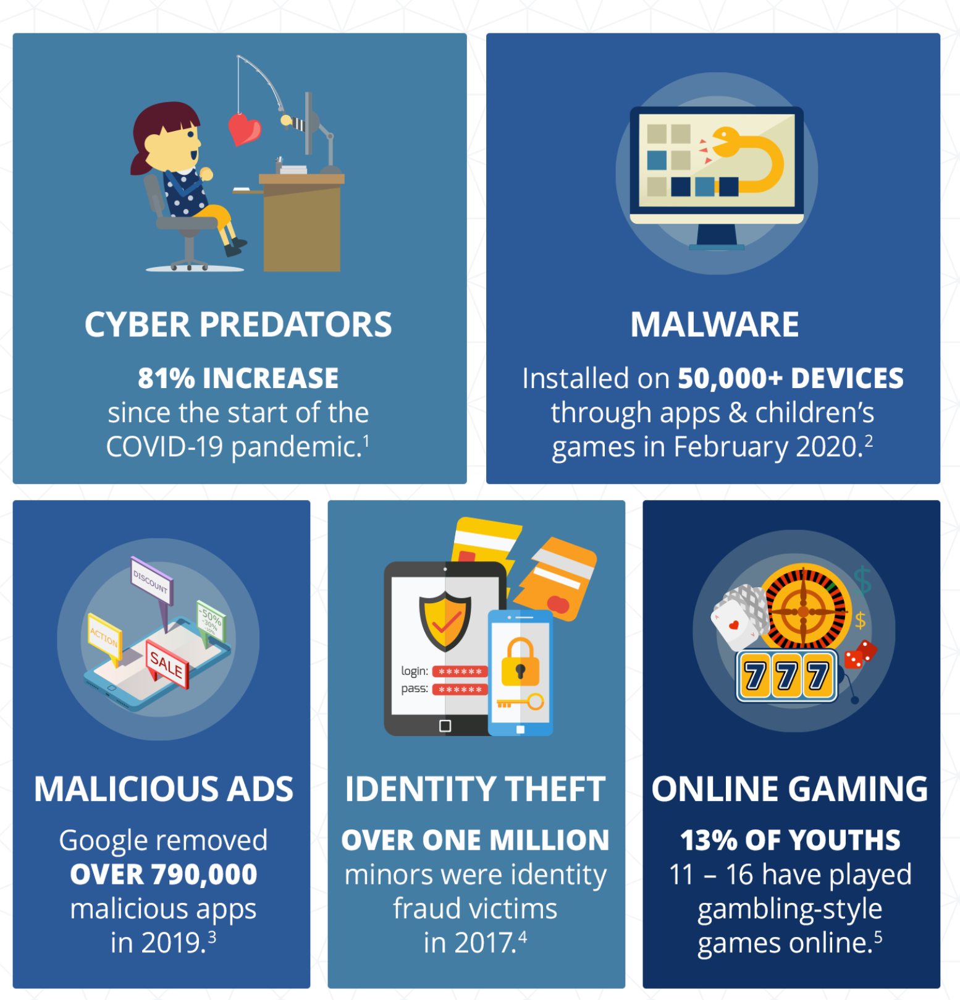 CYBER PREDATORS
81% INCREASE
since the start of the
COVID-19 pandemic.1
MALWARE
Installed on 50,000+ DEVICES
through apps & children’s
games in February 2020.2
DISCOUNT
-50%
-30%
ACTION
SALE
MALICIOUS ADS
Google removed
OVER 790,000
malicious apps
in 2019.3
login: ******
pass: ******
IDENTITY THEFT
OVER ONE MILLION
minors were identity
fraud victims
in 2017.4
$
$
A
A
777
ONLINE GAMING
13% OF YOUTHS
11 – 16 have played
gambling-style
games online.5